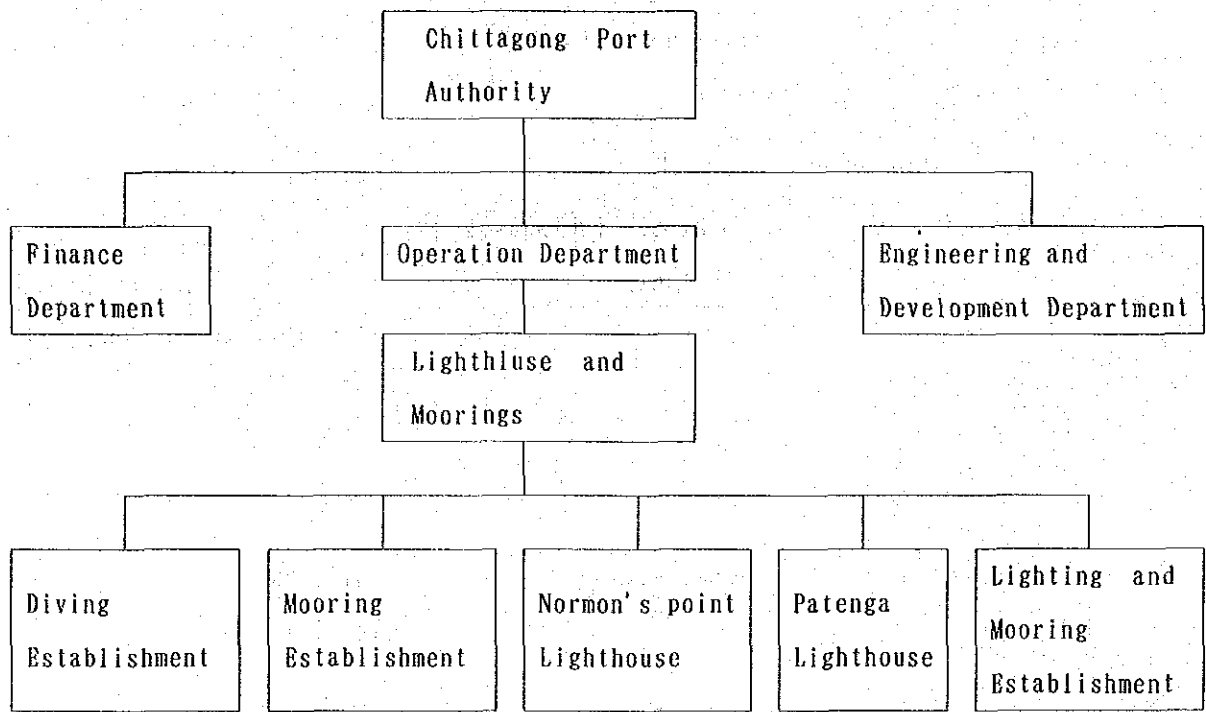 Chittagong Port
Authority
Finance
Department
Operation Department
Engineering and
Development Department
Lighthluse and
Moorings
Diving
Establishment
Mooring
Establishment
Normon's point
Lighthouse
Patenga
Lighthouse
Lighting and
Mooring
Establishment